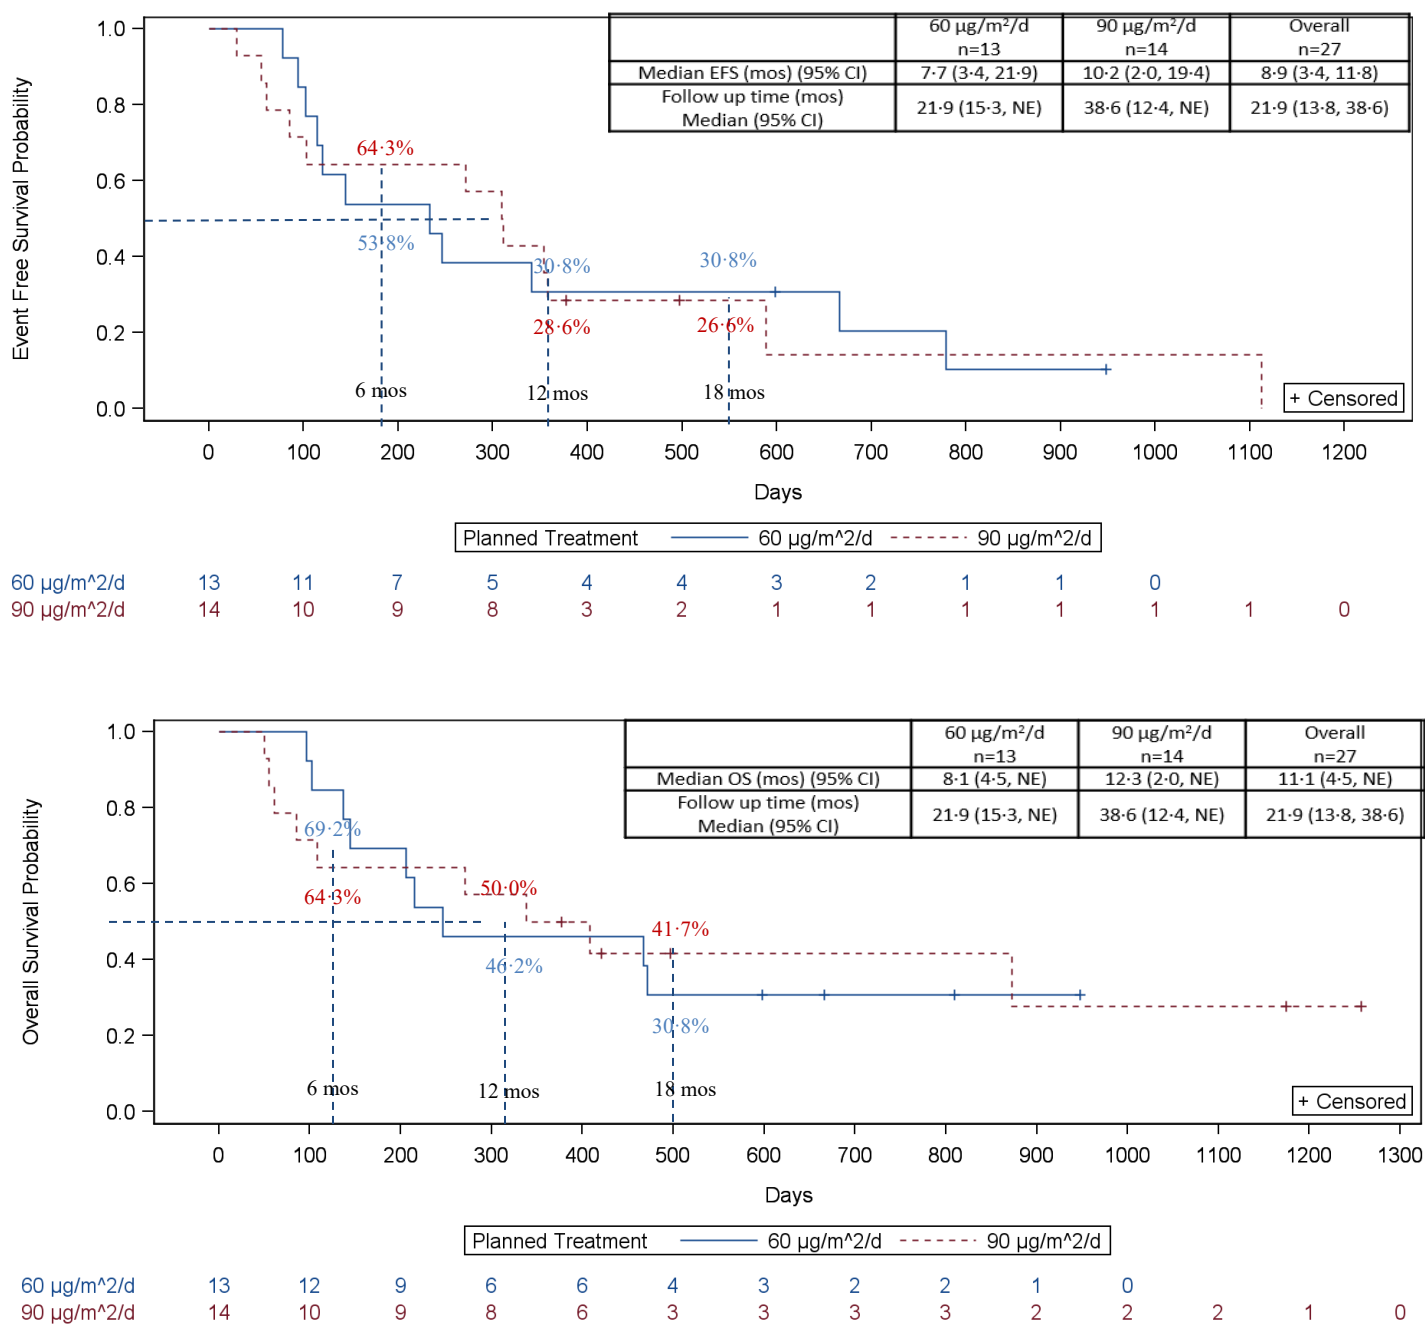 60 µg/m²/d 90 µg/m²/d Overall
n=13 n=14 n=27
Median EFS (mos) (95% CI) 7·7 (3·4, 21·9) 10·2 (2·0, 19·4) 8·9 (3·4, 11·8)
Follow up time (mos)
Median (95% CI) 21·9 (15·3, NE) 38·6 (12·4, NE) 21·9 (13·8, 38·6)
Event Free Survival Probability
1.0
0.8
0.6
0.4
0.2
0.0
64·3%
53·8%
30·8% 30·8%
28·6% 26·6%
6 mos 12 mos 18 mos
+ Censored
0 100 200 300 400 500 600 700 800 900 1000 1100 1200
Days
Planned Treatment 60 µg/m^2/d 90 µg/m^2/d
60 µg/m^2/d 13 11 7 5 4 4 3 2 1 1 0
90 µg/m^2/d 14 10 9 8 3 2 1 1 1 1 1 1 0
60 µg/m²/d 90 µg/m²/d Overall
n=13 n=14 n=27
Median OS (mos) (95% CI) 8·1 (4·5, NE) 12·3 (2·0, NE) 11·1 (4·5, NE)
Follow up time (mos)
Median (95% CI) 21·9 (15·3, NE) 38·6 (12·4, NE) 21·9 (13·8, 38·6)
Overall Survival Probability
1.0
0.8
0.6
0.4
0.2
0.0
69·2%
64·3% 50·0%
41·7%
46·2%
30·8%
6 mos 12 mos 18 mos
+ Censored
0 100 200 300 400 500 600 700 800 900 1000 1100 1200 1300
Days
Planned Treatment 60 µg/m^2/d 90 µg/m^2/d
60 µg/m^2/d 13 12 9 6 6 4 3 2 2 1 0
90 µg/m^2/d 14 10 9 8 6 3 3 3 3 2 2 2 1 0